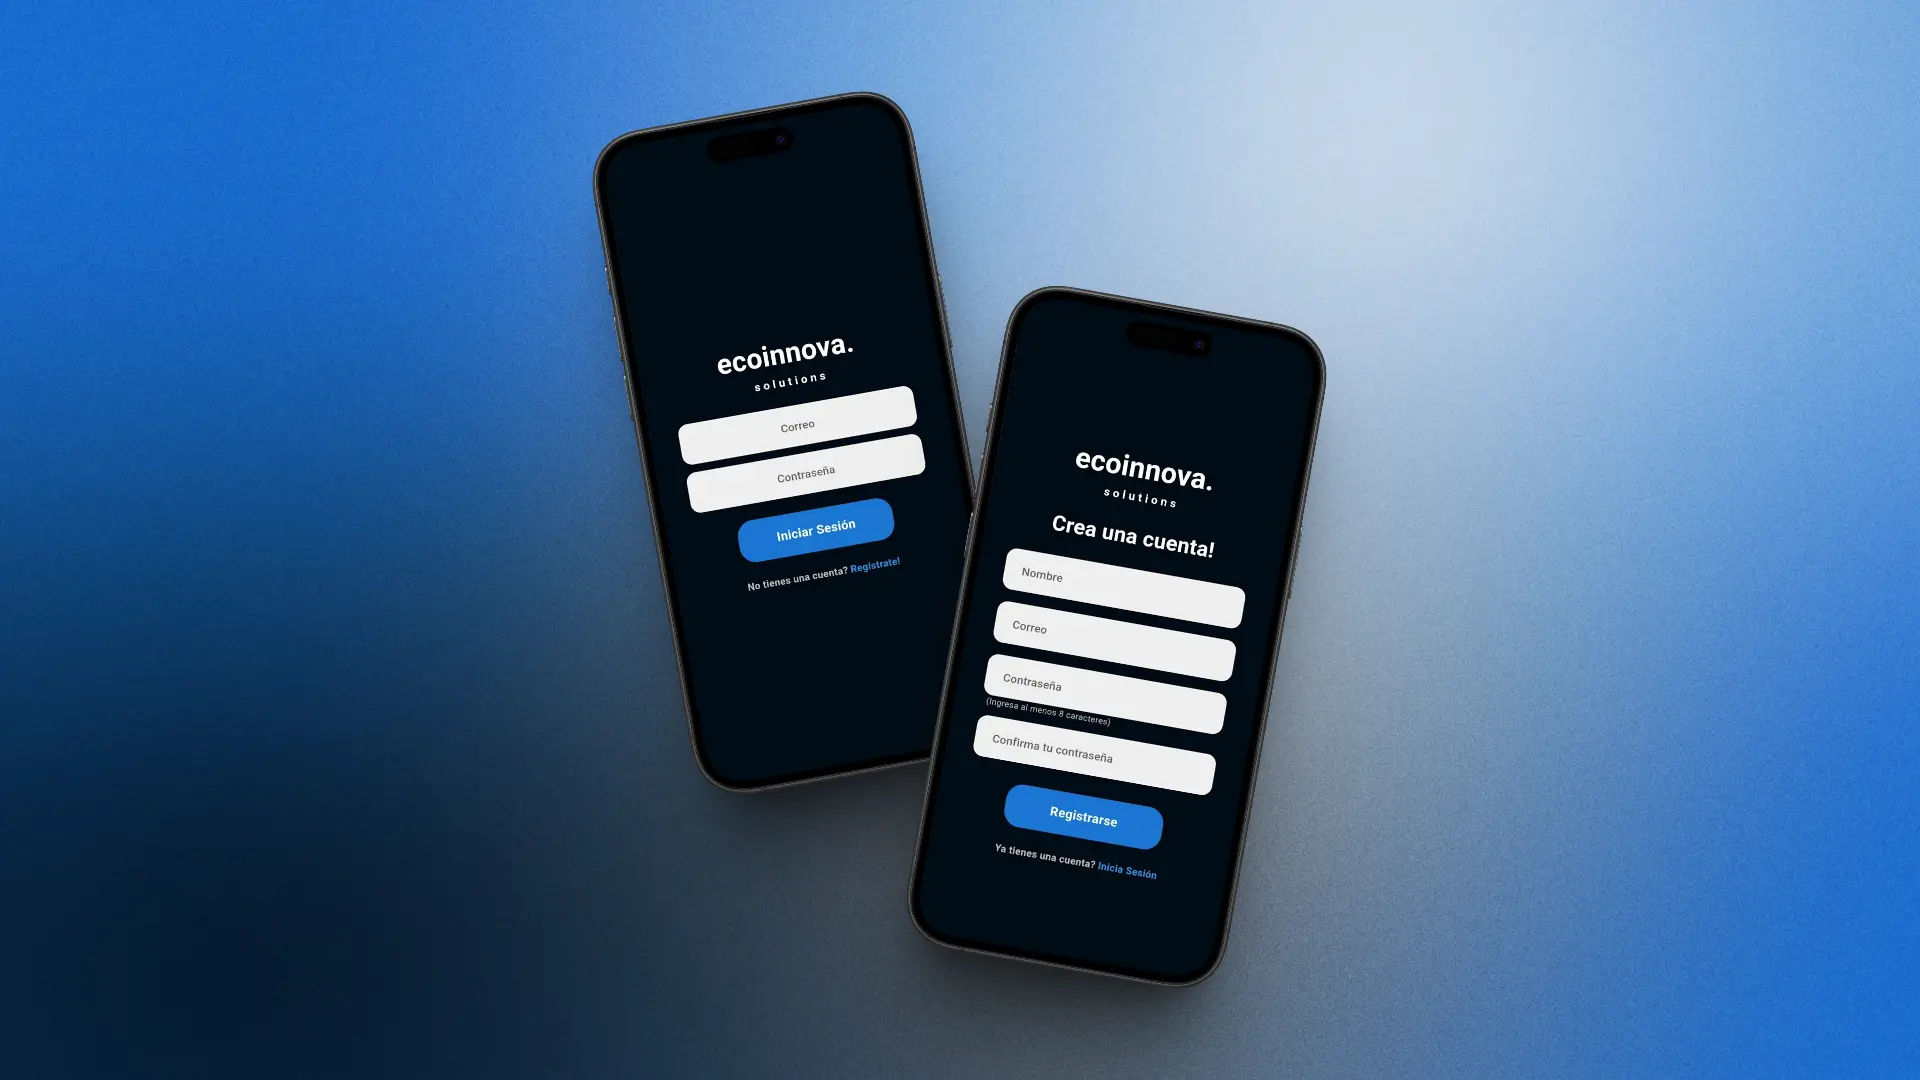 ecoinnova.
solutions
Correo
Contraseña
Iniciar Sesión
No tienes una cuenta? Registrate!
ecoinnova.
solutions
Crea una cuenta!
Nombre
Correo
Contraseña
(Ingresa al menos 8 caracteres)
Confirma tu contraseña
Registrarse
Ya tienes una cuenta? Inicia Sesión